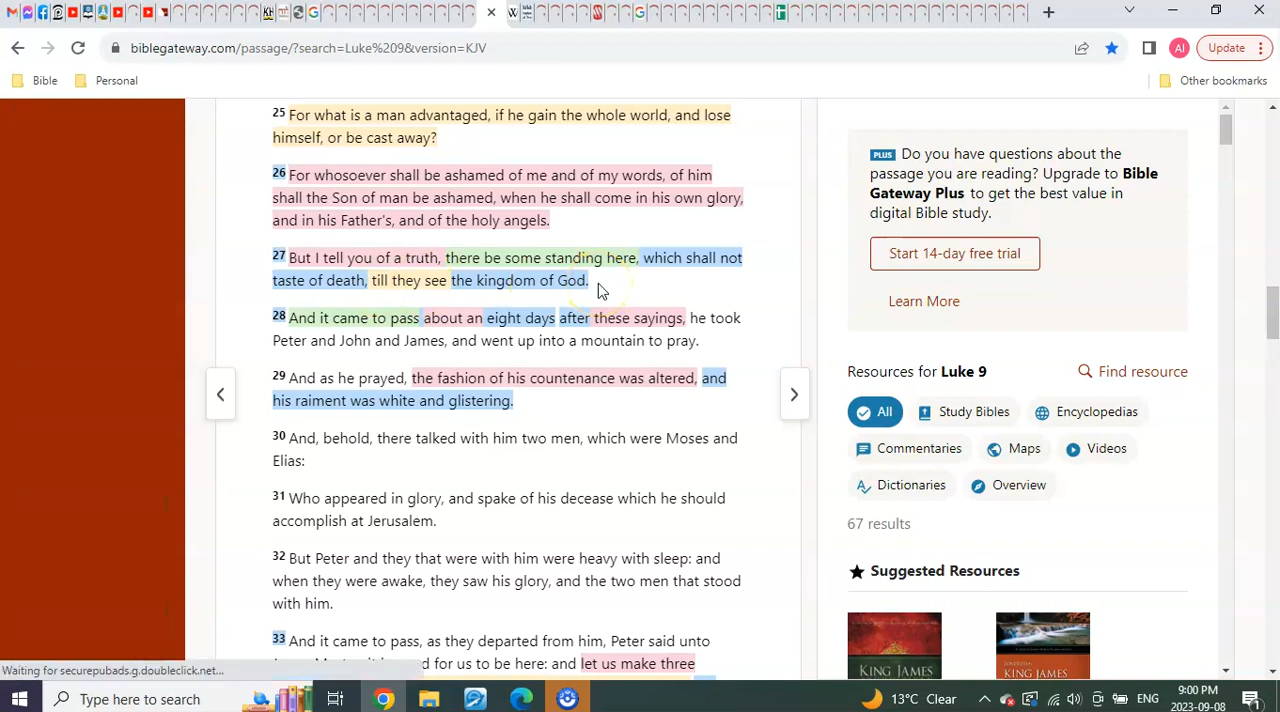 biblegateway.com/passage/?search=Luke%209&version=KJV
AI
Update
Bible
Personal
Other bookmarks
25 For what is a man advantaged, if he gain the whole world, and lose
himself, or be cast away?
26 For whosoever shall be ashamed of me and of my words, of him
shall the Son of man be ashamed, when he shall come in his own glory,
and in his Father's, and of the holy angels.
27 But I tell you of a truth, there be some standing here, which shall not
taste of death, till they see the kingdom of God.
28 And it came to pass about an eight days after these sayings, he took
Peter and John and James, and went up into a mountain to pray.
29 And as he prayed, the fashion of his countenance was altered, and
his raiment was white and glistering.
30 And, behold, there talked with him two men, which were Moses and
Elias:
31 Who appeared in glory, and spake of his decease which he should
accomplish at Jerusalem.
32 But Peter and they that were with him were heavy with sleep: and
when they were awake, they saw his glory, and the two men that stood
with him.
33 And it came to pass, as they departed from him, Peter said unto
for us to be here: and let us make three
PLUS Do you have questions about the
passage you are reading? Upgrade to Bible
Gateway Plus to get the best value in
digital Bible study.
Start 14-day free trial
Learn More
Resources for Luke 9
Find resource
All
Study Bibles
Encyclopedias
Commentaries
Maps
Videos
Dictionaries
Overview
67 results
Suggested Resources
KING JAMES
KING JAMES
Waiting for securepubads.g.doubleclick.net...
Type here to search
13°C Clear
ENG
9:00 PM
2023-09-08